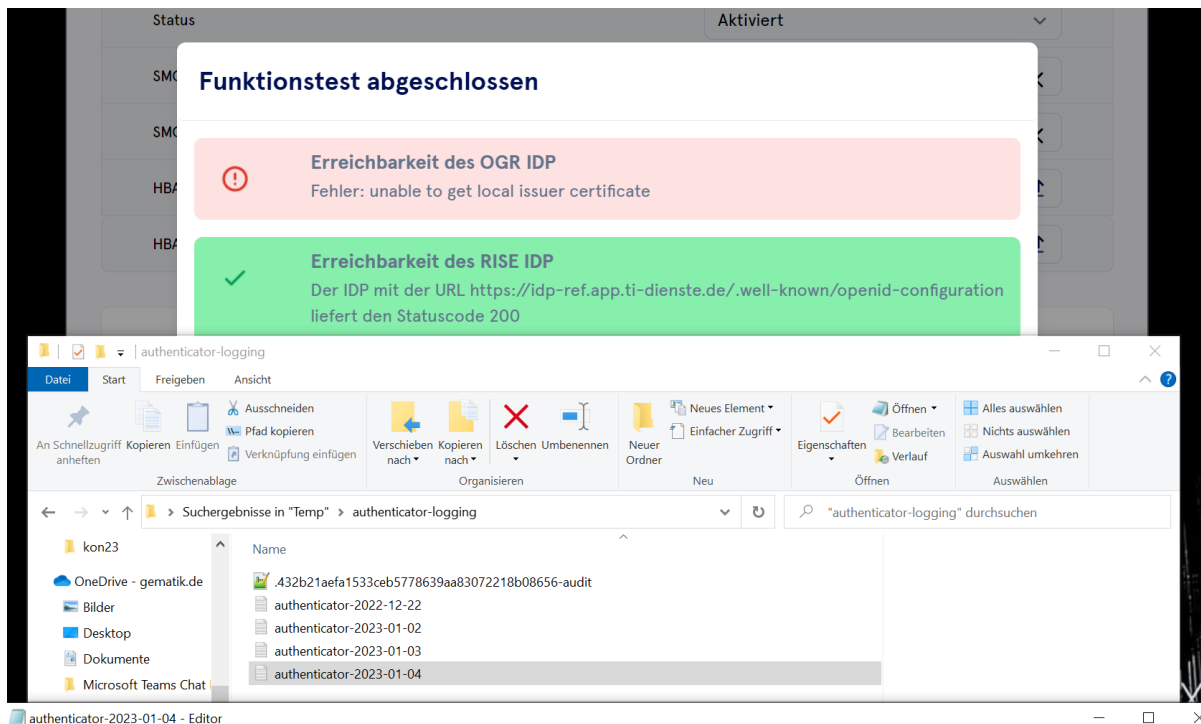 Status
Aktiviert
Funktionstest abgeschlossen
SMC
SMC
HBA
HBA
Erreichbarkeit des OGR IDP
Fehler: unable to get local issuer certificate
Erreichbarkeit des RISE IDP
Der IDP mit der URL https://idp-ref.app.ti-dienste.de/.well-known/openid-configuration
liefert den Statuscode 200
authenticator-logging
Datei Start Freigeben Ansicht
An Schnellzugriff anheften
Kopieren
Einfügen
Ausschneiden
Pfad kopieren
Verknüpfung einfügen
Zwischenablage
Verschieben nach
Kopieren nach
Löschen
Umbenennen
Organisieren
Neuer Ordner
Neues Element
Einfacher Zugriff
Neu
Eigenschaften
Öffnen
Bearbeiten
Verlauf
Öffnen
Alles auswählen
Nichts auswählen
Auswahl umkehren
Auswählen
Suchergebnisse in "Temp" > authenticator-logging
"authenticator-logging" durchsuchen
kon23
OneDrive - gematik.de
Bilder
Desktop
Dokumente
Microsoft Teams Chat
Name
.432b21aefa1533ceb5778639aa83072218b08656-audit
authenticator-2022-12-22
authenticator-2023-01-02
authenticator-2023-01-03
authenticator-2023-01-04
authenticator-2023-01-04 - Editor